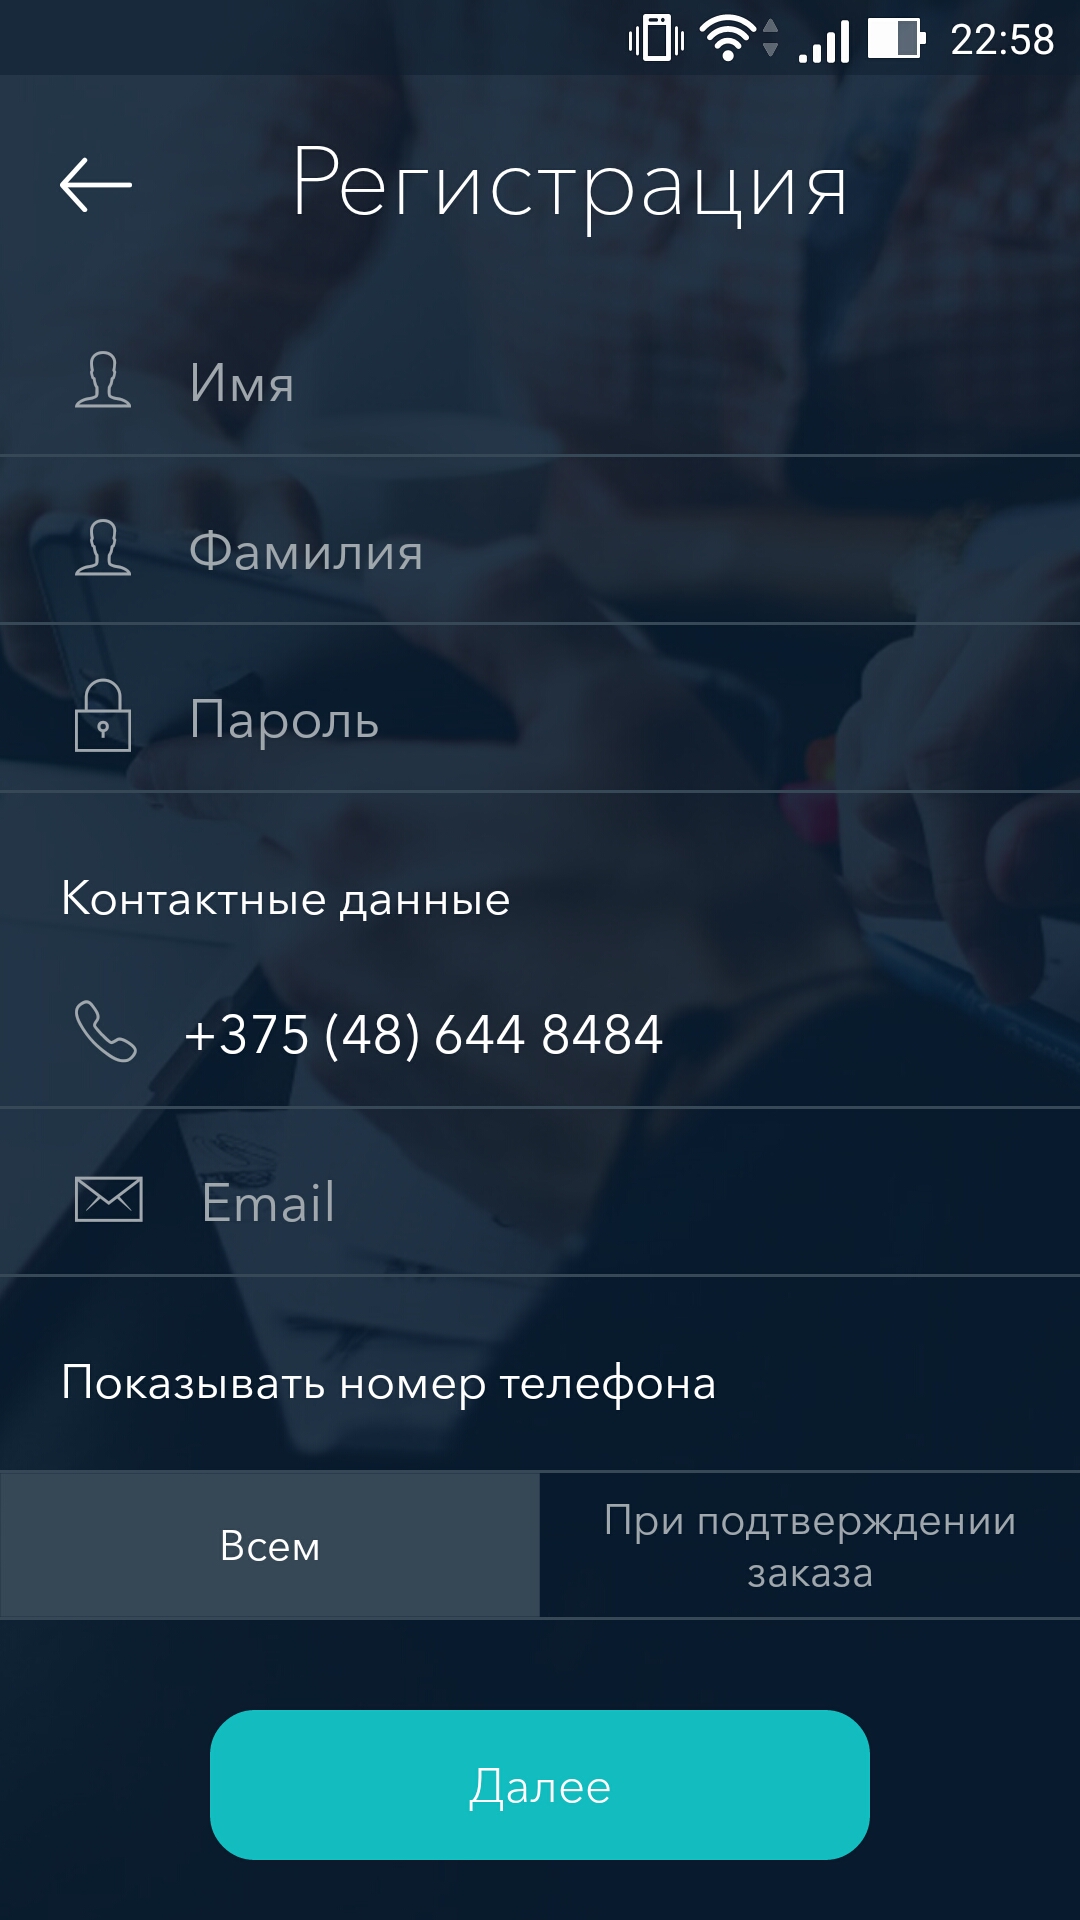 22:58
Регистрация
Имя
Фамилия
Пароль
Контактные данные
+375 (48) 644 8484
Email
Показывать номер телефона
Всем
При подтверждении
заказа
Далее